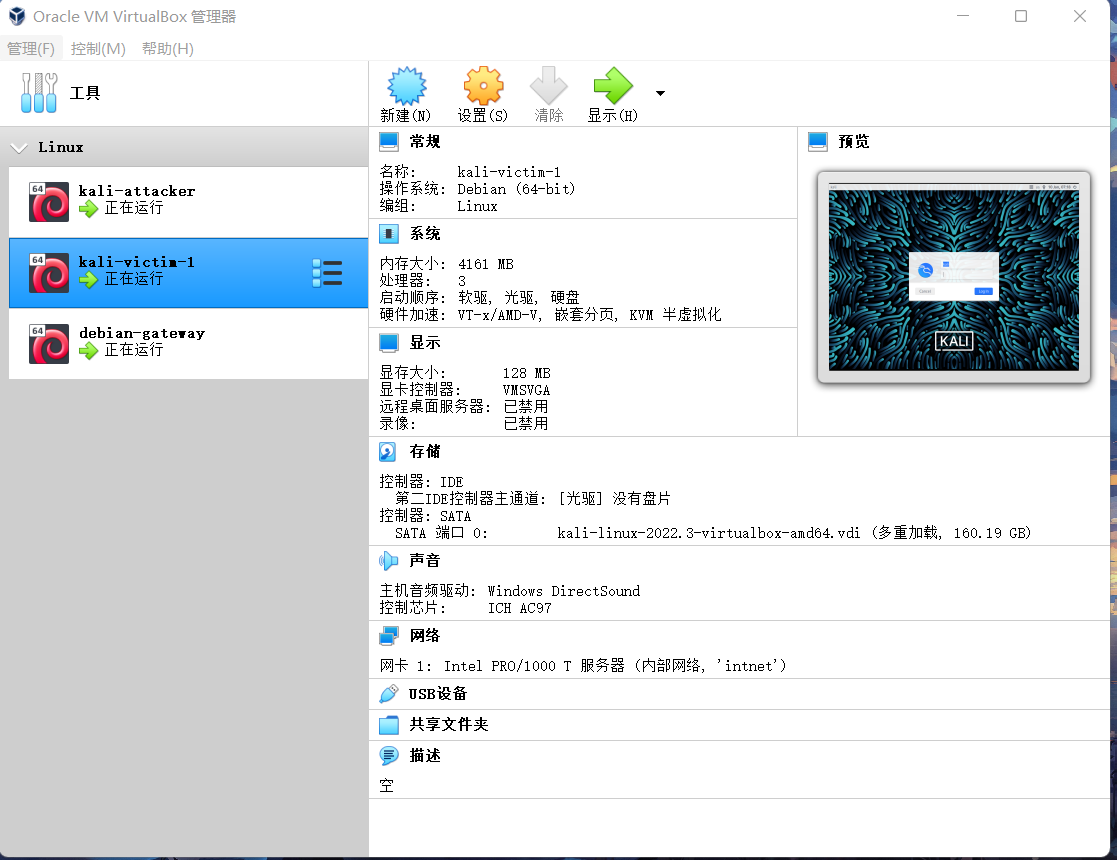 Oracle VM VirtualBox 管理器
管理(F) 控制(M) 帮助(H)
工具
新建(N) 设置(S) 清除 显示(H)
Linux
64 kali-attacker
正在运行
64 kali-victim-1
正在运行
64 debian-gateway
正在运行
常规
名称: kali-victim-1
操作系统: Debian (64-bit)
编组: Linux
系统
内存大小: 4161 MB
处理器: 3
启动顺序: 软驱, 光驱, 硬盘
硬件加速: VT-x/AMD-V, 嵌套分页, KVM 半虚拟化
显示
显存大小: 128 MB
显卡控制器: VMSVGA
远程桌面服务器: 已禁用
录像: 已禁用
预览
KALI
存储
控制器: IDE
第二IDE控制器主通道: [光驱] 没有盘片
控制器: SATA
SATA 端口 0: kali-linux-2022.3-virtualbox-amd64.vdi (多重加载, 160.19 GB)
声音
主机音频驱动: Windows DirectSound
控制芯片: ICH AC97
网络
网卡 1: Intel PRO/1000 T 服务器 (内部网络, 'intnet')
USB设备
共享文件夹
描述
空